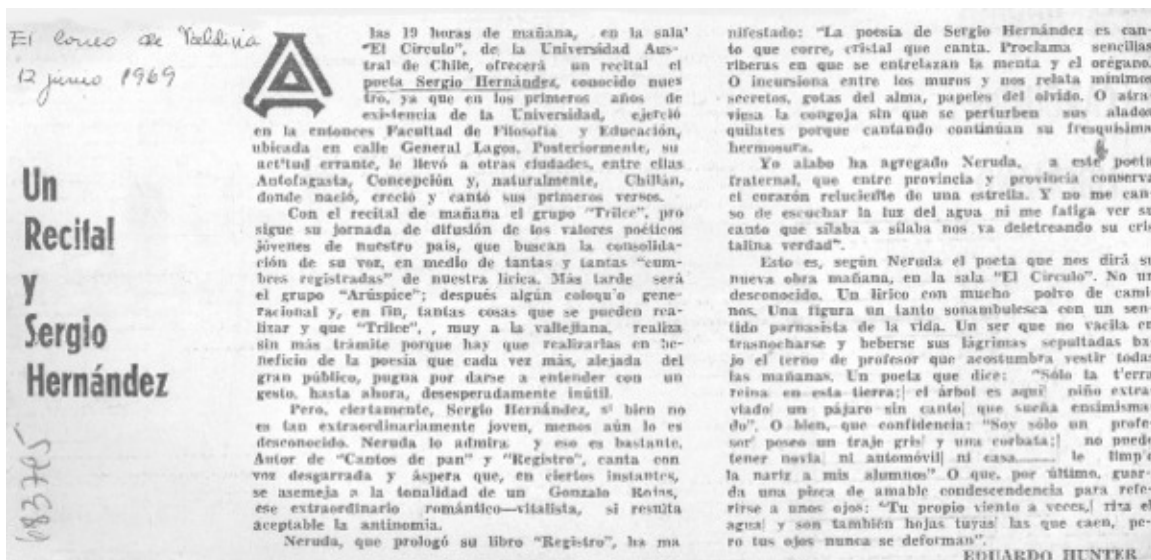 El Correo de Valdivia
12 junio 1969
Un
Recital
y
Sergio
Hernández
683745
A las 19 horas de mañana, en la sala
"El Círculo", de la Universidad Aus-
tral de Chile, ofrecerá un recital el
poeta Sergio Hernández, conocido nues
tro, ya que en los primeros años de
existencia de la Universidad, ejerció
en la entonces Facultad de Filosofía y Educación,
ubicada en calle General Lagos. Posteriormente, su
act'tud errante, le llevó a otras ciudades, entre ellas
Antofagasta, Concepción y, naturalmente, Chillán,
donde nació, creció y cantó sus primeros versos.
Con el recital de mañana el grupo "Trilce", pro
sigue su jornada de difusión de los valores poéticos
jóvenes de nuestro país, que buscan la consolida-
ción de su voz, en medio de tantas y tantas "cum-
bres registradas" de nuestra lírica. Más tarde será
el grupo "Arúspice"; después algún coloqu'o gene-
racional y, en fin, tantas cosas que se pueden rea-
lizar y que "Trilce", , muy a la vallejiana, realiza
sin más trámite porque hay que realizarlas en be-
neficio de la poesía que cada vez más, alejada del
gran público, pugna por darse a entender con un
gesto, hasta ahora, desesperadamente inútil.
Pero, ciertamente, Sergio Hernández, si bien no
es tan extraordinariamente joven, menos aún lo es
desconocido. Neruda lo admira y eso es bastante.
Autor de "Cantos de pan" y "Registro", canta con
voz desgarrada y áspera que, en ciertos instantes,
se asemeja a la tonalidad de un Gonzalo Rojas,
ese extraordinario romántico—vitalista, si resulta
aceptable la antinomia.
Neruda, que prologó su libro "Registro", ha ma
nifestado: "La poesía de Sergio Hernández es can-
to que corre, cristal que canta. Proclama sencillas
riberas en que se entrelazan la menta y el orégano.
O incursiona entre los muros y nos relata mínimos
secretos, gotas del alma, papeles del olvido. O atra-
viesa la congoja sin que se perturben sus alados
quilates porque cantando continúan su fresquísima
hermosura.
Yo alabo ha agregado Neruda, a este poeta
fraternal, que entre provincia y provincia conserva
el corazón reluciente de una estrella. Y no me can-
so de escuchar la luz del agua ni me fatiga ver su
canto que sílaba a sílaba nos va deletreando su cris
talina verdad".
Esto es, según Neruda el poeta que nos dirá su
nueva obra mañana, en la sala "El Círculo". No un
desconocido. Un lírico con mucho polvo de cami
nos. Una figura un tanto sonambulesca con un sen-
tido parnasista de la vida. Un ser que no vacila en
trasnocharse y beberse sus lágrimas sepultadas ba-
jo el terno de profesor que acostumbra vestir todas
las mañanas. Un poeta que dice: "Sólo la t'erra
reina en esta tierra:| el árbol es aquí| niño extra-
viado| un pájaro sin canto| que sueña ensimisma-
do". O bien, que confidencia: "Soy sólo un profe-
sor| poseo un traje gris| y una corbata;| no puedo
tener novia| ni automóvil| ni casa.......... le limp'o
la nariz a mis alumnos" O que, por último, guar-
da una pizca de amable condescendencia para refe-
rirse a unos ojos: "Tu propio viento a veces,| riza el
agua| y son también hojas tuyas| las que caen, pe-
ro tus ojos nunca se deforman".
EDUARDO HUNTER